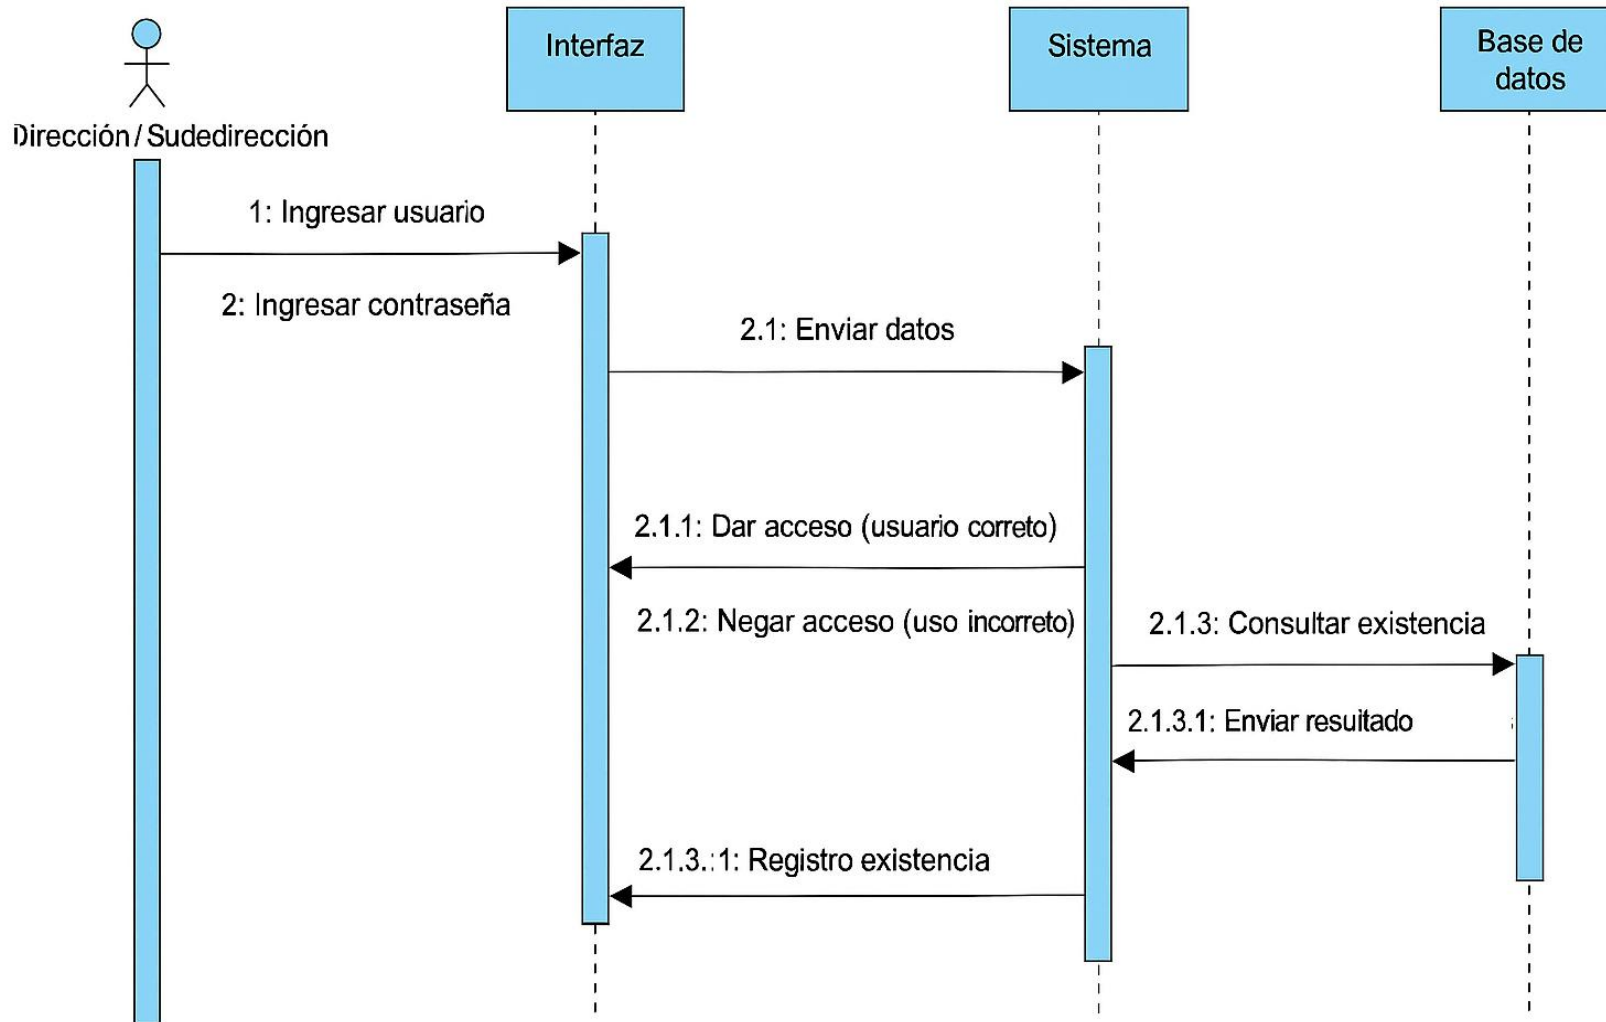 Interfaz
Sistema
Base de
datos
Dirección / Sudedirección
1: Ingresar usuario
2: Ingresar contraseña
2.1: Enviar datos
2.1.1: Dar acceso (usuario correto)
2.1.2: Negar acceso (uso incorreto)
2.1.3: Consultar existencia
2.1.3.1: Enviar resuitado
2.1.3.:1: Registro existencia